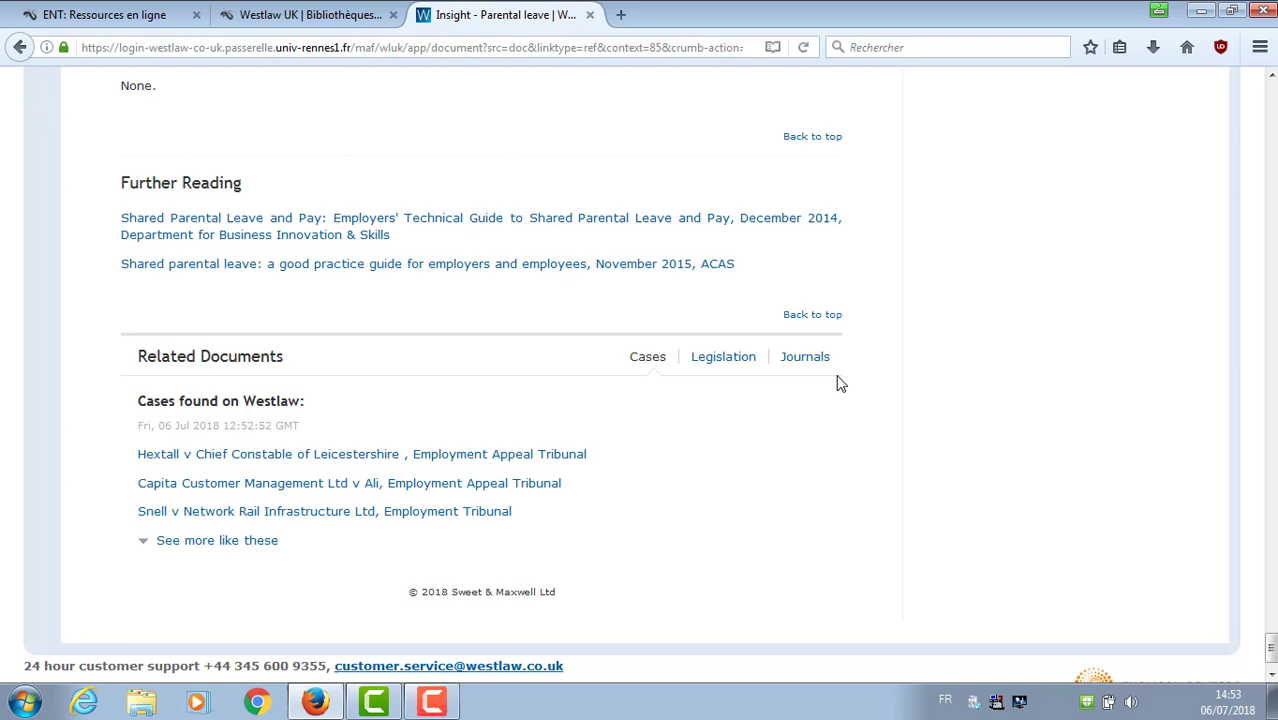 ENT: Ressources en ligne
Westlaw UK | Bibliothèques...
Insight - Parental leave | W...
https://login-westlaw-co-uk.passerelle.univ-rennes1.fr/maf/wluk/app/document?src=doc&linktype=ref&context=85&crumb-action=
Rechercher
None.
Back to top
Further Reading
Shared Parental Leave and Pay: Employers' Technical Guide to Shared Parental Leave and Pay, December 2014,
Department for Business Innovation & Skills
Shared parental leave: a good practice guide for employers and employees, November 2015, ACAS
Back to top
Related Documents
Cases
Legislation
Journals
Cases found on Westlaw:
Fri, 06 Jul 2018 12:52:52 GMT
Hextall v Chief Constable of Leicestershire , Employment Appeal Tribunal
Capita Customer Management Ltd v Ali, Employment Appeal Tribunal
Snell v Network Rail Infrastructure Ltd, Employment Tribunal
See more like these
© 2018 Sweet & Maxwell Ltd
24 hour customer support +44 345 600 9355, customer.service@westlaw.co.uk
FR
14:53
06/07/2018